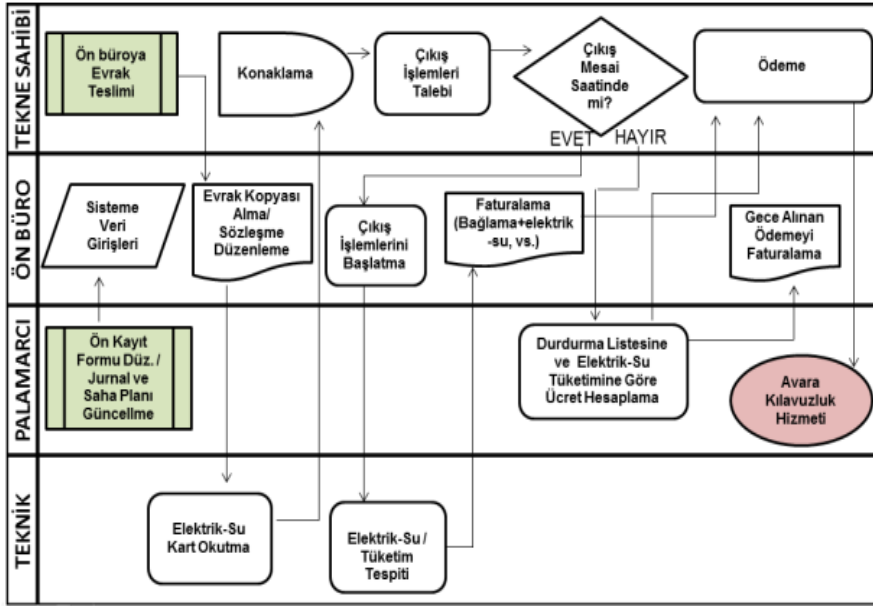 TEKNE SAHİBİ
Ön büroya
Evrak
Teslimi
Konaklama
Çıkış
İşlemleri
Talebi
Çıkış
Mesai
Saatinde
mi?
Ödeme
EVET
HAYIR
ÖN BÜRO
Sisteme
Veri
Girişleri
Evrak Kopyası
Alma/
Sözleşme
Düzenleme
Çıkış
İşlemlerini
Başlatma
Faturalama
(Bağlama+elektrik
-su, vs.)
Gece Alınan
Ödemeyi
Faturalama
PALAMARCI
Ön Kayıt
Formu Düz. /
Jurnal ve
Saha Planı
Güncellme
Durdurma Listesine
ve Elektrik-Su
Tüketimine Göre
Ücret Hesaplama
Avara
Kılavuzluk
Hizmeti
TEKNİK
Elektrik-Su
Kart Okutma
Elektrik-Su /
Tüketim
Tespiti